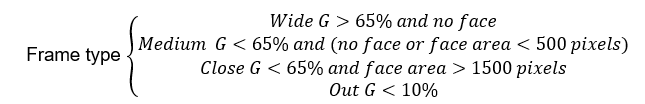 Wide G > 65% and no face
Frame type
Medium G < 65% and (no face or face area < 500 pixels)
Close G < 65% and face area > 1500 pixels
Out G < 10%